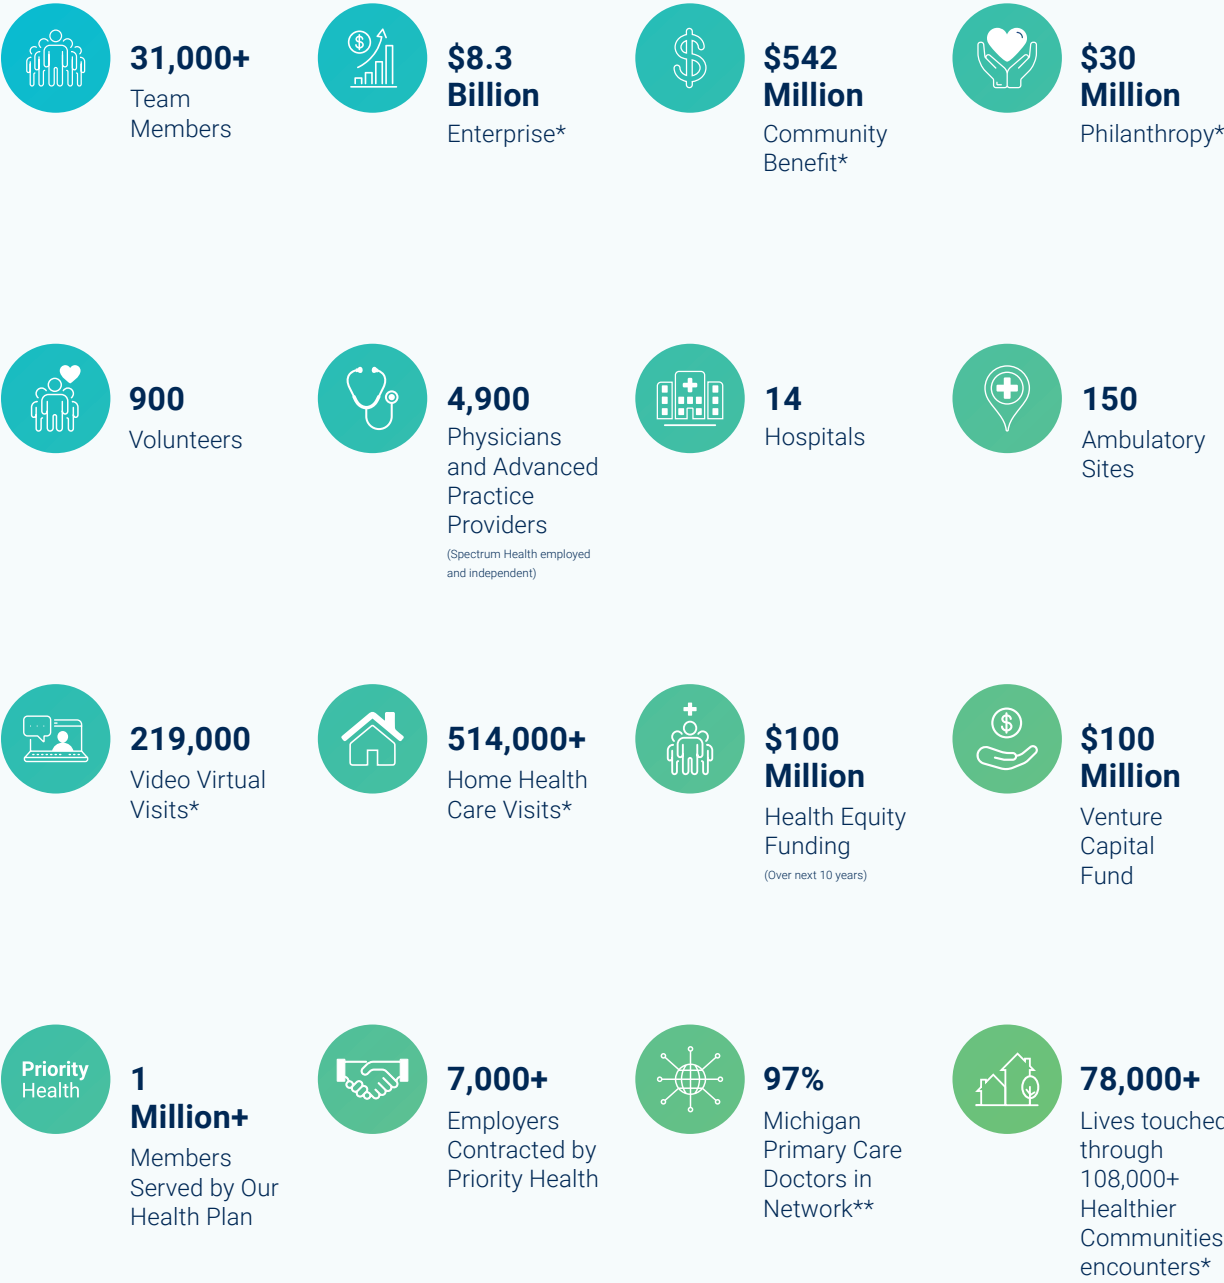 31,000+
Team
Members
$8.3
Billion
Enterprise*
$542
Million
Community
Benefit*
$30
Million
Philanthropy*
900
Volunteers
4,900
Physicians
and Advanced
Practice
Providers
(Spectrum Health employed
and independent)
14
Hospitals
150
Ambulatory
Sites
219,000
Video Virtual
Visits*
514,000+
Home Health
Care Visits*
$100
Million
Health Equity
Funding
(Over next 10 years)
$100
Million
Venture
Capital
Fund
Priority
Health
1
Million+
Members
Served by Our
Health Plan
7,000+
Employers
Contracted by
Priority Health
97%
Michigan
Primary Care
Doctors in
Network**
78,000+
Lives touched
through
108,000+
Healthier
Communities
encounters*